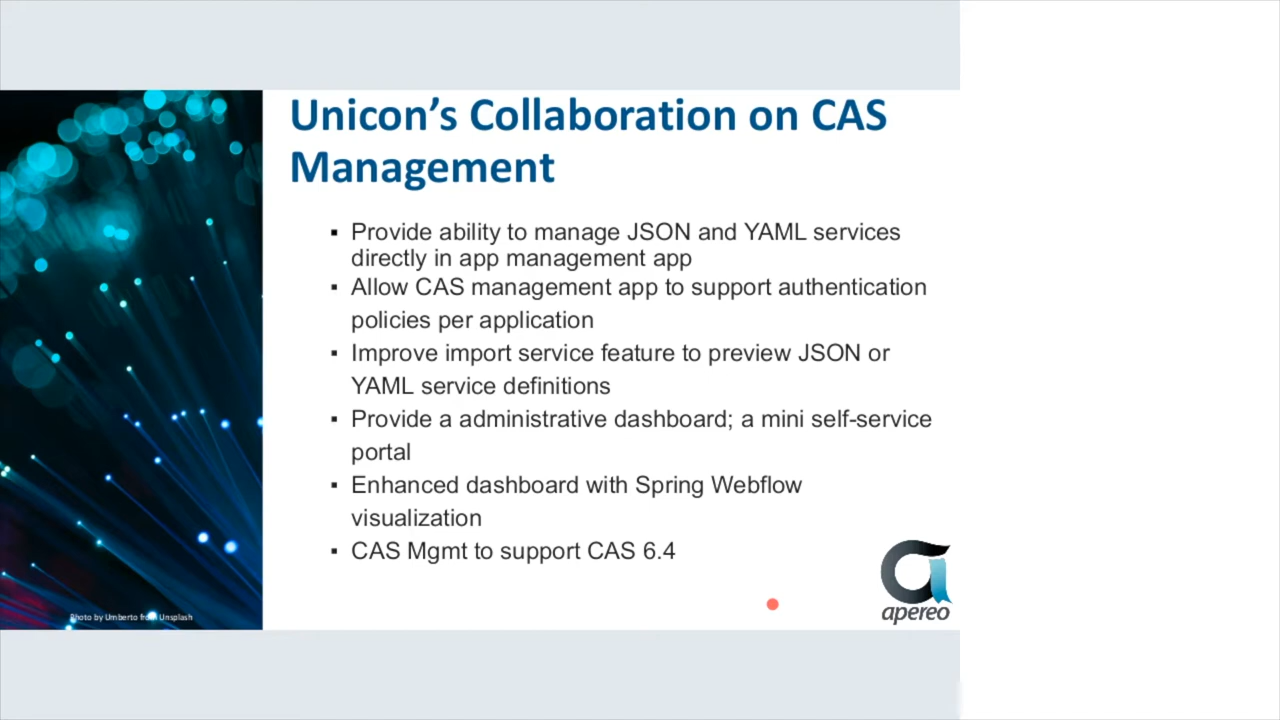 Unicon’s Collaboration on CAS
Management
▪ Provide ability to manage JSON and YAML services
directly in app management app
▪ Allow CAS management app to support authentication
policies per application
▪ Improve import service feature to preview JSON or
YAML service definitions
▪ Provide a administrative dashboard; a mini self-service
portal
▪ Enhanced dashboard with Spring Webflow
visualization
▪ CAS Mgmt to support CAS 6.4
apereo
Photo by Umberto from Unsplash